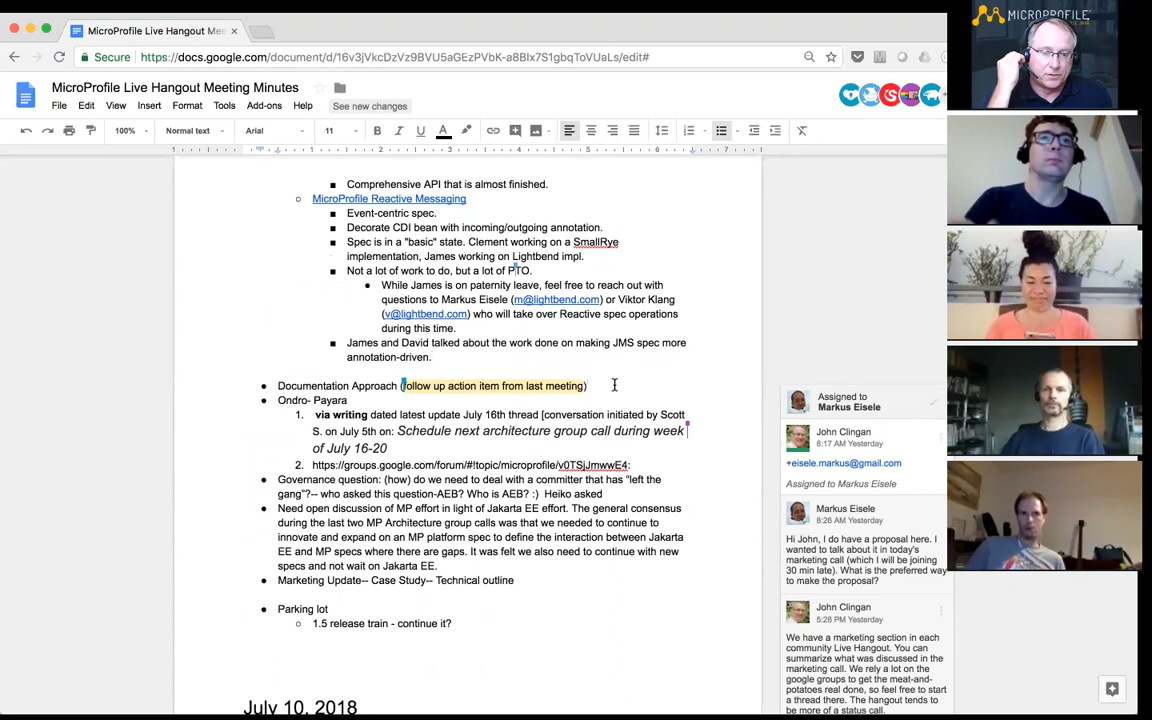 MICROPROFILE
MicroProfile Live Hangout Mee
Secure
https://docs.google.com/document/d/16v3jVkcDzVz9BVU5aGEzPVbK-a8BIx7S1gbqToVUaLs/edit#
MicroProfile Live Hangout Meeting Minutes
File Edit View Insert Format Tools Add-ons Help See new changes
100% Normal text Arial 11 B I U A
1 1 2 3 4 5 6 7
Comprehensive API that is almost finished.
MicroProfile Reactive Messaging
Event-centric spec.
Decorate CDI bean with incoming/outgoing annotation.
Spec is in a "basic" state. Clement working on a SmallRye
implementation, James working on Lightbend impl.
Not a lot of work to do, but a lot of PTO.
While James is on paternity leave, feel free to reach out with
questions to Markus Eisele (m@lightbend.com) or Viktor Klang
(v@lightbend.com) who will take over Reactive spec operations
during this time.
James and David talked about the work done on making JMS spec more
annotation-driven.
Documentation Approach (follow up action item from last meeting)
Ondro- Payara
1. via writing dated latest update July 16th thread [conversation initiated by Scott
S. on July 5th on: Schedule next architecture group call during week
of July 16-20
2. https://groups.google.com/forum/#!topic/microprofile/v0TSjJmwwE4:
Governance question: (how) do we need to deal with a committer that has “left the
gang”?-- who asked this question-AEB? Who is AEB? :) Heiko asked
Need open discussion of MP effort in light of Jakarta EE effort. The general consensus
during the last two MP Architecture group calls was that we needed to continue to
innovate and expand on an MP platform spec to define the interaction between Jakarta
EE and MP specs where there are gaps. It was felt we also need to continue with new
specs and not wait on Jakarta EE.
Marketing Update-- Case Study-- Technical outline
Parking lot
1.5 release train - continue it?
July 10, 2018
Assigned to
Markus Eisele
John Clingan
8:17 AM Yesterday
+eisele.markus@gmail.com
Assigned to Markus Eisele
Markus Eisele
8:26 AM Yesterday
Hi John, I do have a proposal here. I
wanted to talk about it in today's
marketing call (which I will be joining
30 min late). What is the preferred way
to make the proposal?
John Clingan
5:28 PM Yesterday
We have a marketing section in each
community Live Hangout. You can
summarize what was discussed in the
marketing call. We rely a lot on the
google groups to get the meat-and-
potatoes real done, so feel free to start
a thread there. The hangout tends to
be more of a status call.